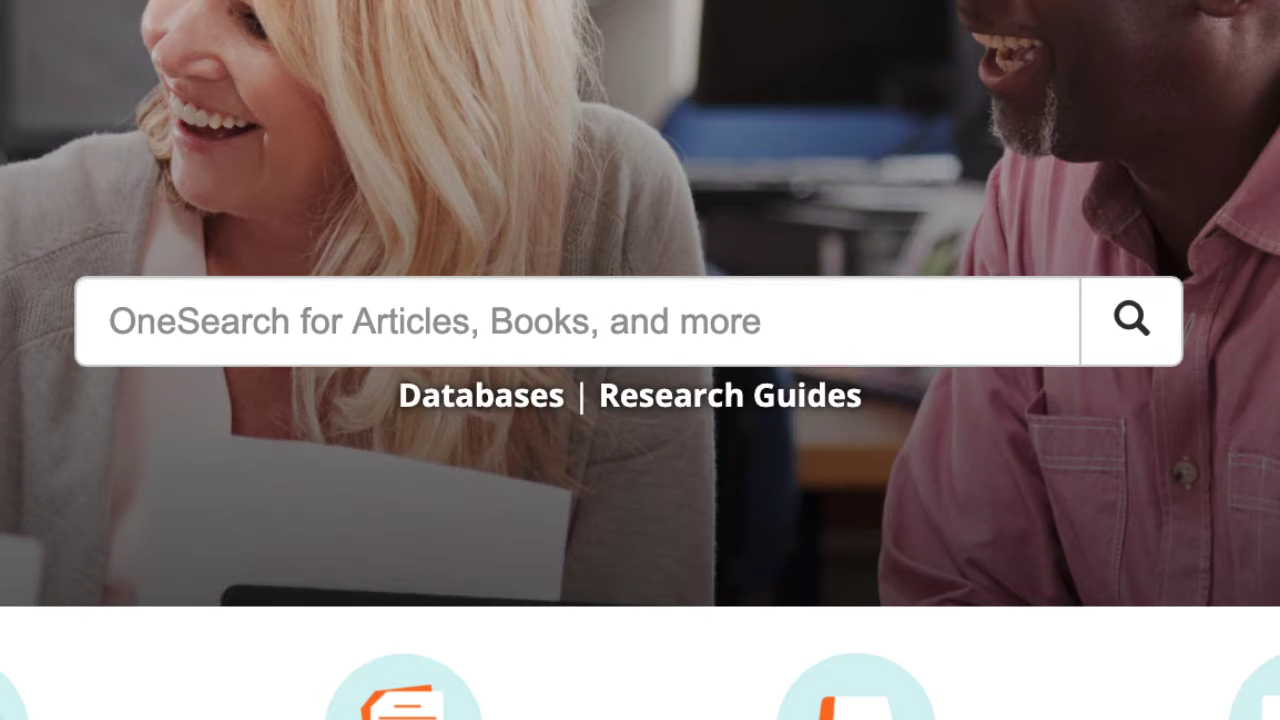 OneSearch for Articles, Books, and more
Databases | Research Guides